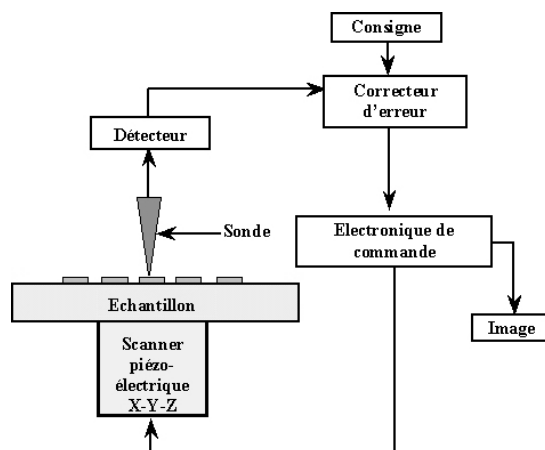 Consigne
Correcteur
d'erreur
Détecteur
Sonde
Electronique de
commande
Echantillon
Image
Scanner
piézo-
électrique
X-Y-Z